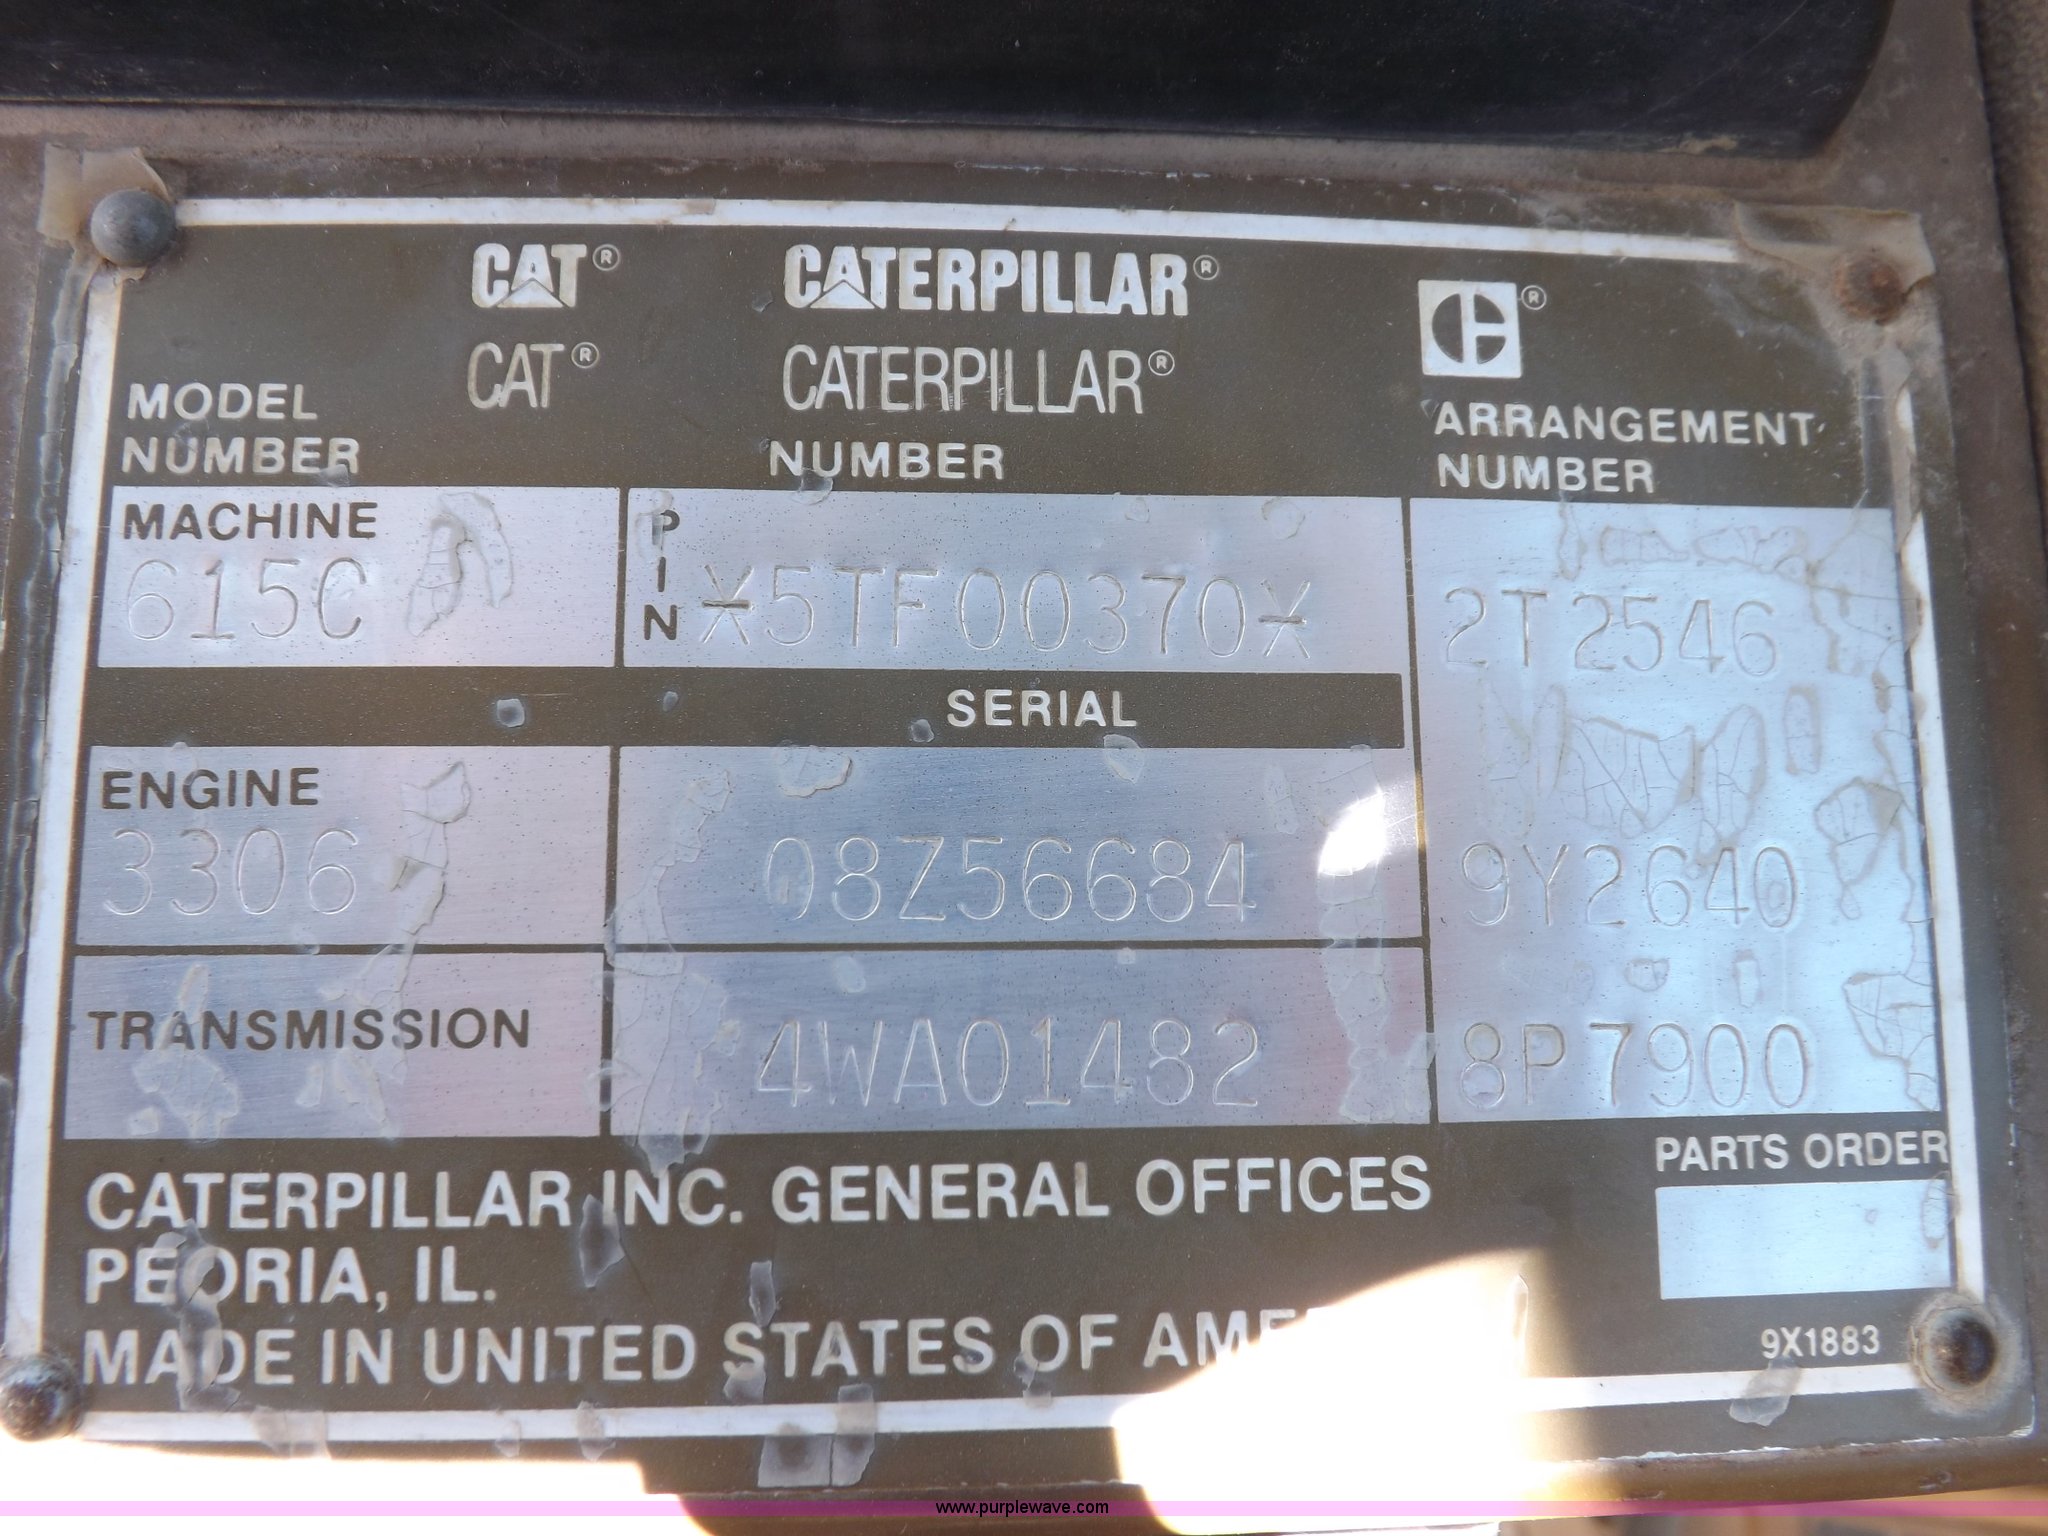 CAT® CATERPILLAR®
CAT® CATERPILLAR®
MODEL NUMBER
NUMBER
ARRANGEMENT NUMBER
MACHINE
615C
PIN
*5TF00370*
2T2546
SERIAL
ENGINE
3306
08Z56684
9Y2640
TRANSMISSION
4WA01482
8P7900
CATERPILLAR INC. GENERAL OFFICES
PEORIA, IL.
MADE IN UNITED STATES OF
PARTS ORDER
9X1883
www.purplewave.com